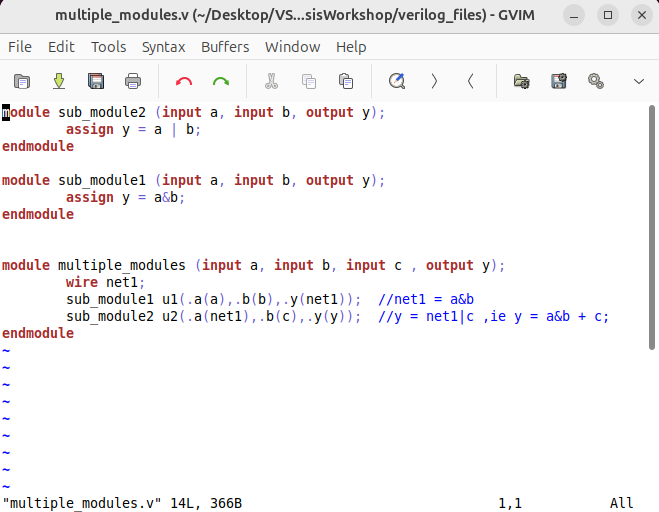 multiple_modules.v (~/Desktop/VS...sisWorkshop/verilog_files) - GVIM
File Edit Tools Syntax Buffers Window Help
module sub_module2 (input a, input b, output y);
        assign y = a | b;
endmodule

module sub_module1 (input a, input b, output y);
        assign y = a&b;
endmodule


module multiple_modules (input a, input b, input c , output y);
        wire net1;
        sub_module1 u1(.a(a),.b(b),.y(net1));  //net1 = a&b
        sub_module2 u2(.a(net1),.b(c),.y(y));  //y = net1|c ,ie y = a&b + c;
endmodule
~
~
~
~
~
~
~
~
~
"multiple_modules.v" 14L, 366B 1,1 All